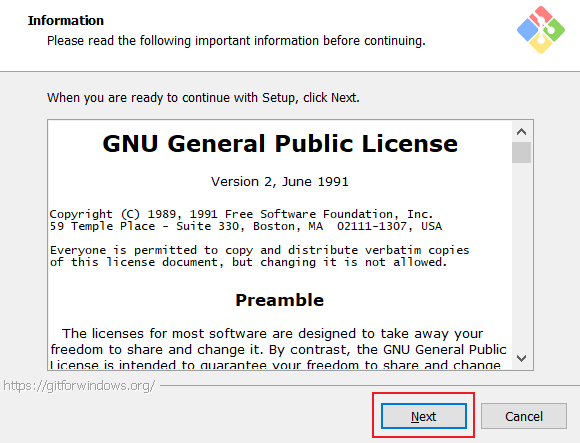 Information
Please read the following important information before continuing.
When you are ready to continue with Setup, click Next.
GNU General Public License
Version 2, June 1991
Copyright (C) 1989, 1991 Free Software Foundation, Inc.
59 Temple Place - Suite 330, Boston, MA  02111-1307, USA
Everyone is permitted to copy and distribute verbatim copies
of this license document, but changing it is not allowed.
Preamble
The licenses for most software are designed to take away your
freedom to share and change it. By contrast, the GNU General Public
License is intended to guarantee your freedom to share and change
https://gitforwindows.org/
Next
Cancel